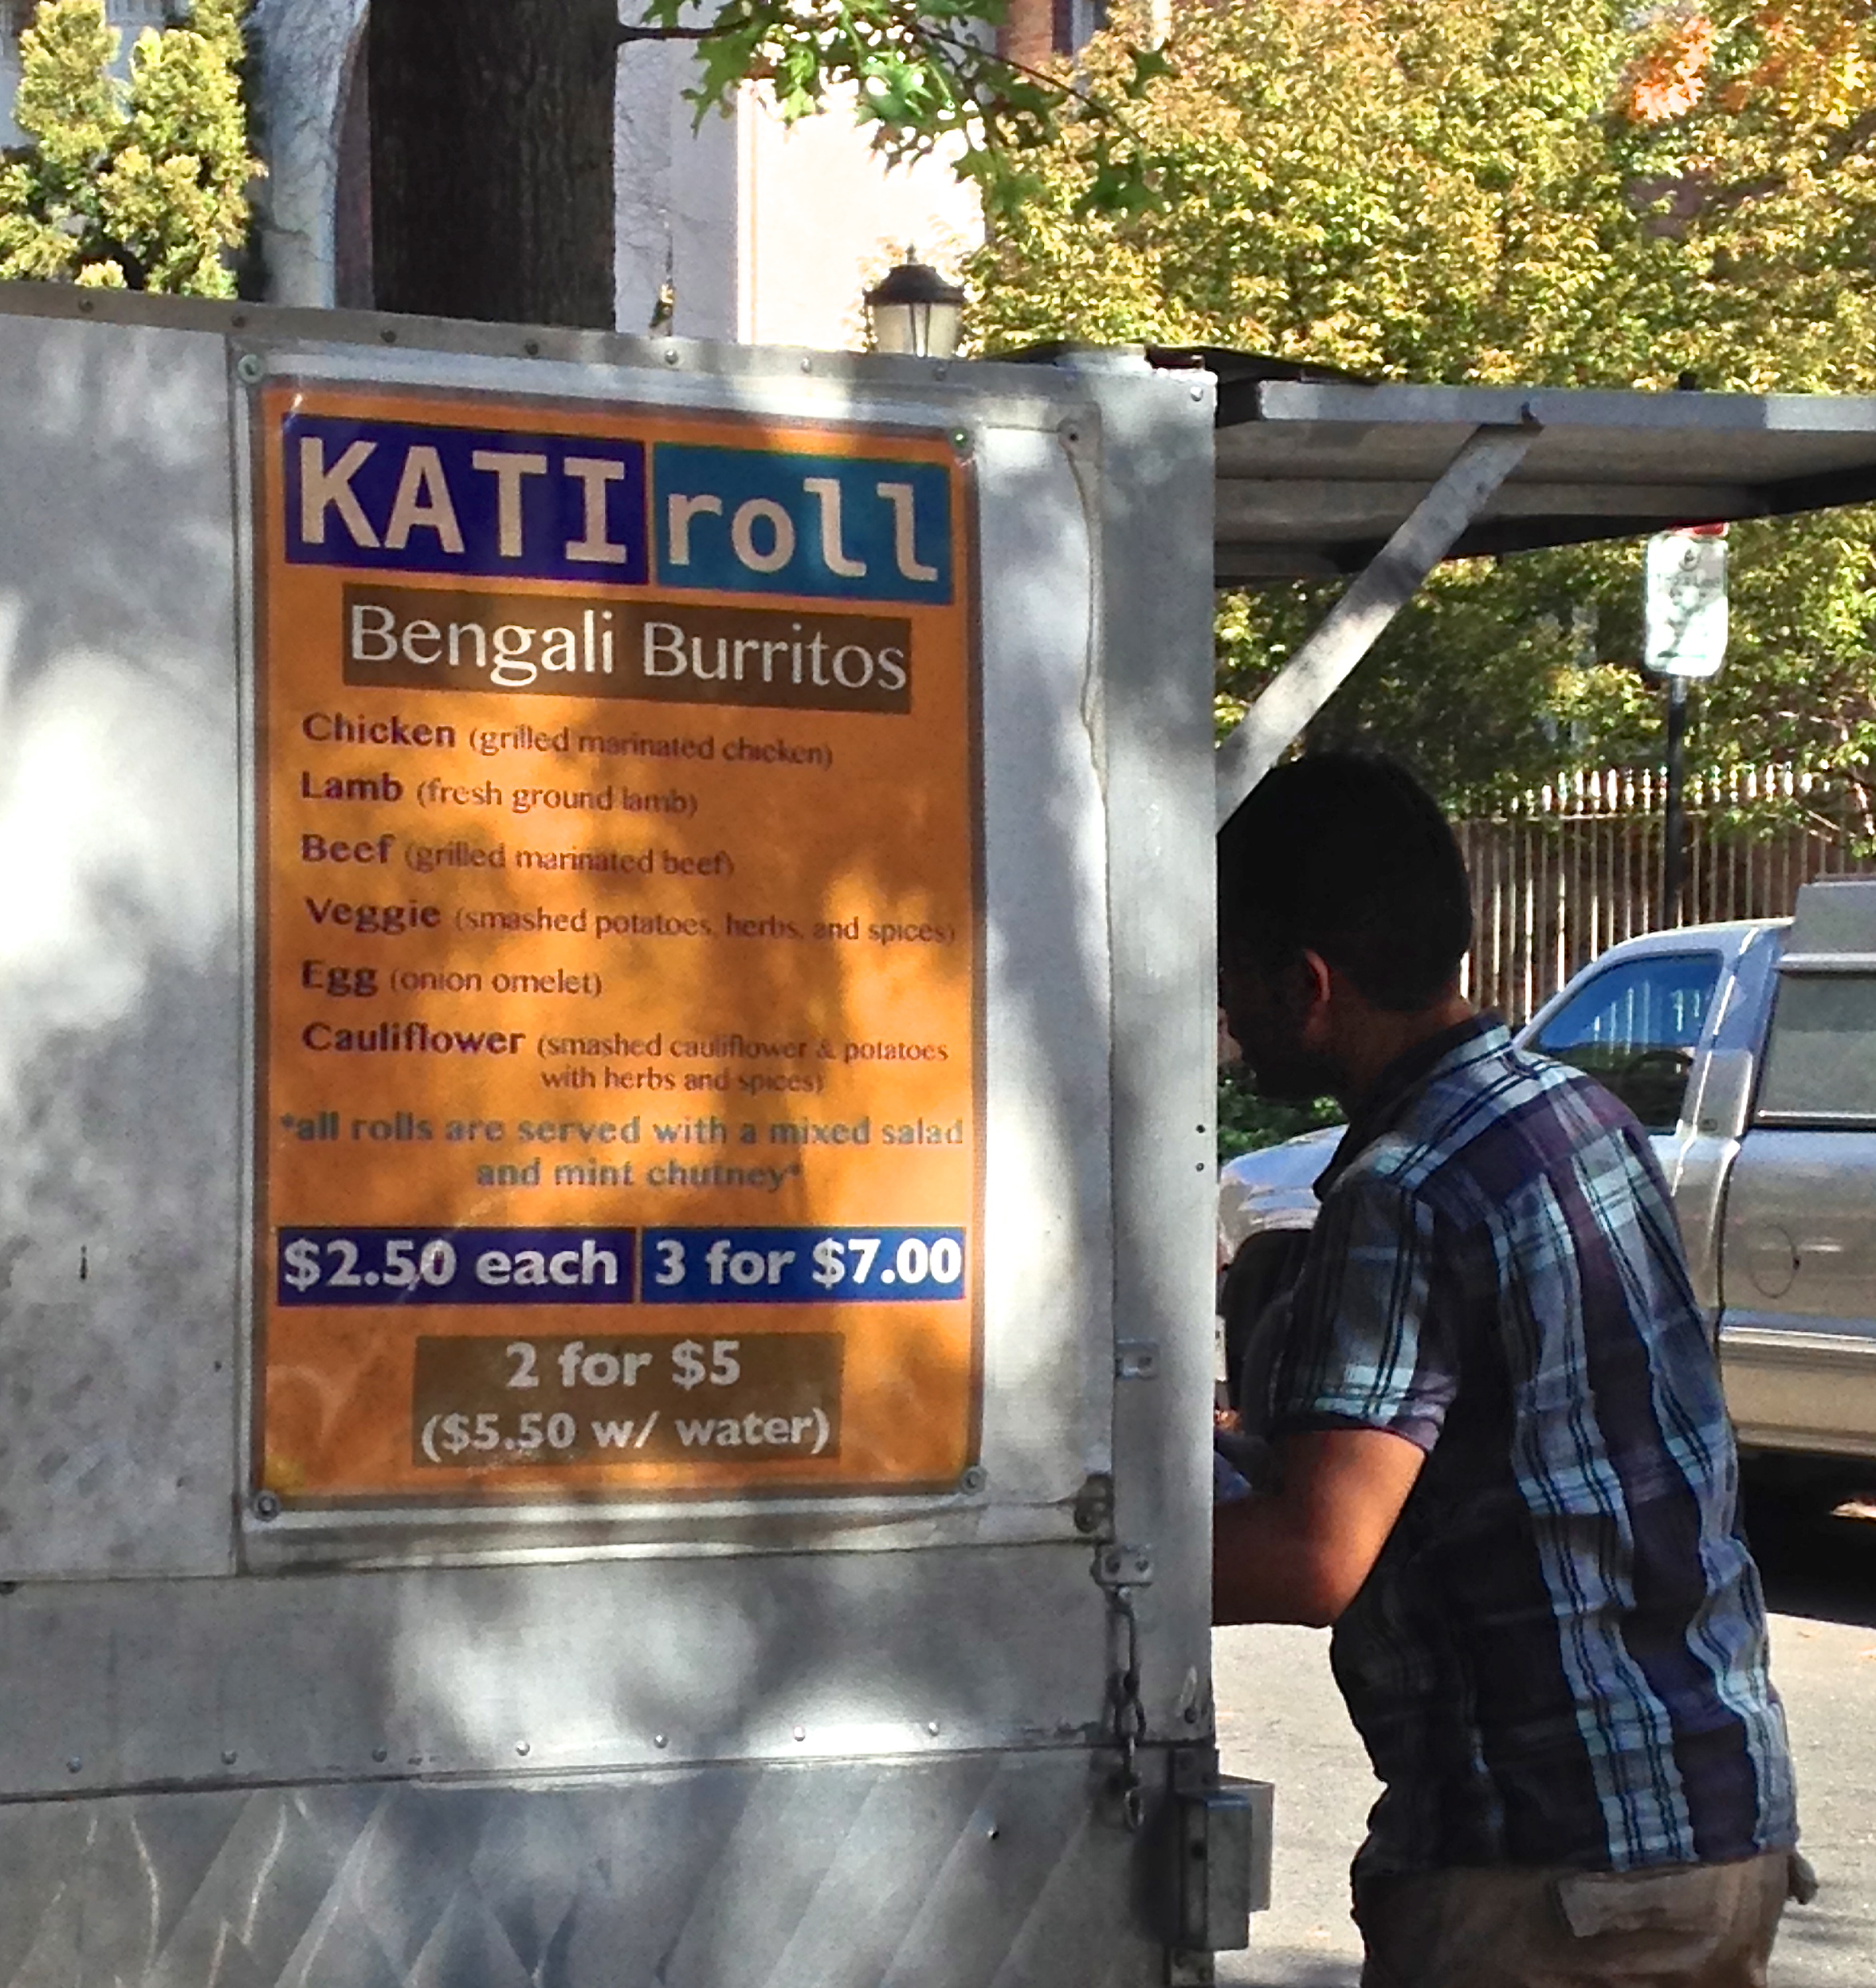 KATI roll
Bengali Burritos
Chicken (grilled marinated chicken)
Lamb (fresh ground lamb)
Beef (grilled marinated beef)
Veggie (smashed potatoes, herbs, and spices)
Egg (onion omelet)
Cauliflower (smashed cauliflower & potatoes
with herbs and spices)
*all rolls are served with a mixed salad
and mint chutney*
$2.50 each 3 for $7.00
2 for $5
($5.50 w/ water)